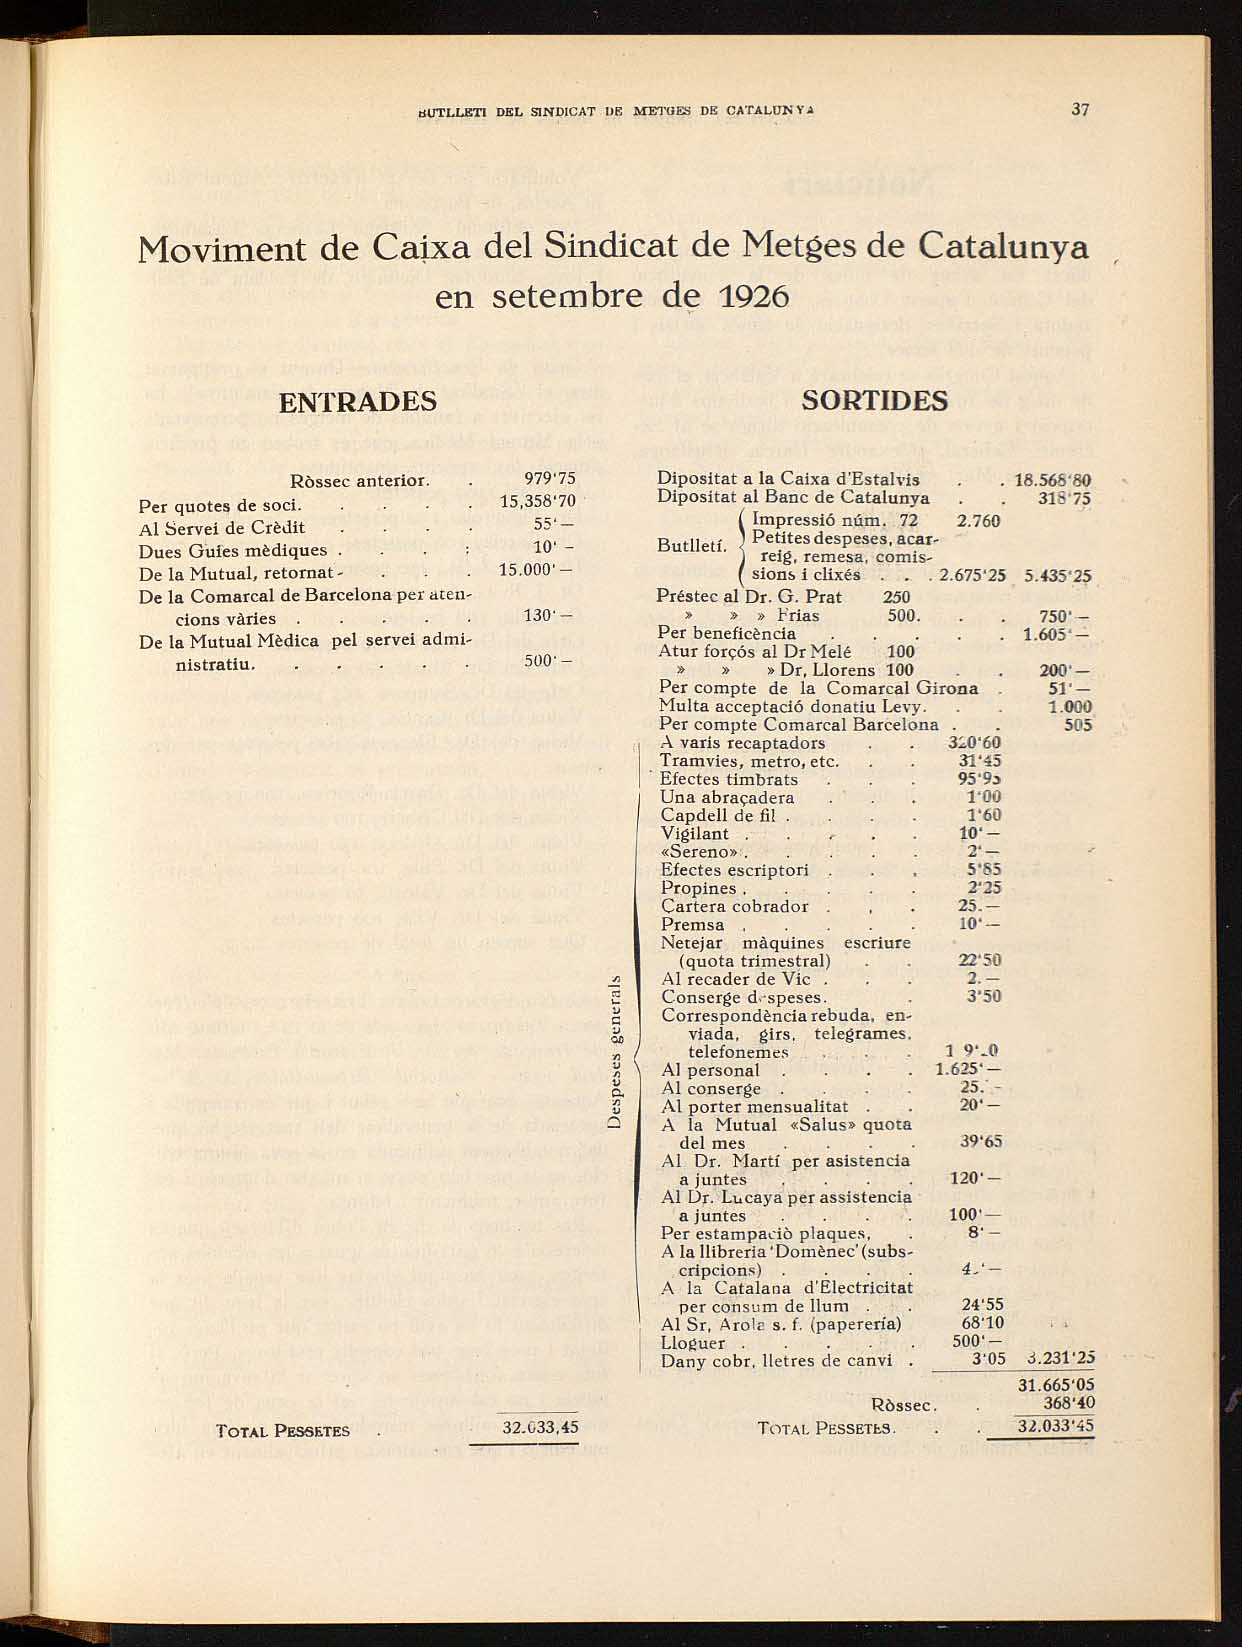 BUTLLETI DEL SINDICAT DE METGES DE CATALUNYA 37
Moviment de Caixa del Sindicat de Metges de Catalunya
en setembre de 1926
ENTRADES
Ròssec anterior. . 979'75
Per quotes de soci. . . . . 15,358'70
Al Servei de Crèdit . . . . 55'—
Dues Guíes mèdiques . . : 10'–
De la Mutual, retornat- . . . 15.000'—
De la Comarcal de Barcelona per aten-
cions vàries . . . . . 130'—
De la Mutual Mèdica pel servei admi-
nistratiu. . . . . . 500'—
TOTAL PESSETES . 32.033,45
SORTIDES
Dipositat a la Caixa d'Estalvis . . 18.568'80
Dipositat al Banc de Catalunya . . 318'75
Butlletí.
Impressió núm. 72 2.760
Petites despeses, acar-
reig, remesa, comis-
sions i clixés . . . 2.675'25 5.435'25
Préstec al Dr. G. Prat 250
» » » Frias 500. . . 750'—
Per beneficència . . . . . 1.605'—
Atur forçós al Dr Melé 100
» » » Dr, Llorens 100 . . 200'—
Per compte de la Comarcal Girona . 51'—
Multa acceptació donatiu Levy. . . 1.000
Per compte Comarcal Barcelona . . 505
Despeses generals
A varis recaptadors . .
Tramvies, metro, etc. . . 31'45
Efectes timbrats . . .
Una abraçadera . . . 1'00
Capdell de fil . . . . 1'60
Vigilant . . . . . 10'—
«Sereno» . . . . . 2'—
Efectes escriptori . . . 5'85
Propines . . . . . 2'25
Cartera cobrador . , . 25.—
Premsa . . . . . 10'—
Netejar màquines escriure
(quota trimestral) . . 22'50
Al recader de Vic . . . 2.—
Conserge despeses. . 3'50
Correspondència rebuda, en-
viada, girs, telegrames,
telefonemes . . . .
Al personal . . . . 1.625'—
Al conserge . . . . 25.'-
Al porter mensualitat . . 20'—
A la Mutual «Salus» quota
del mes . . . . 39'65
Al Dr. Martí per asistencia
a juntes . . . . 120'—
Al Dr. Lucaya per assistencia
a juntes . . . . 100'—
Per estampaciò plaques, . 8'—
A la llibreria 'Domènec' (subs-
cripcions) . . . .
A la Catalana d'Electricitat
per consum de llum . . 24'55
Al Sr, Arola s. f. (paperería) 68'10
Lloguer . . . . . 500'—
Dany cobr, lletres de canvi . 3'05 3.231'25
31.665'05
Ròssec. . 368'40
TOTAL PESSETES. . . 32.033'45